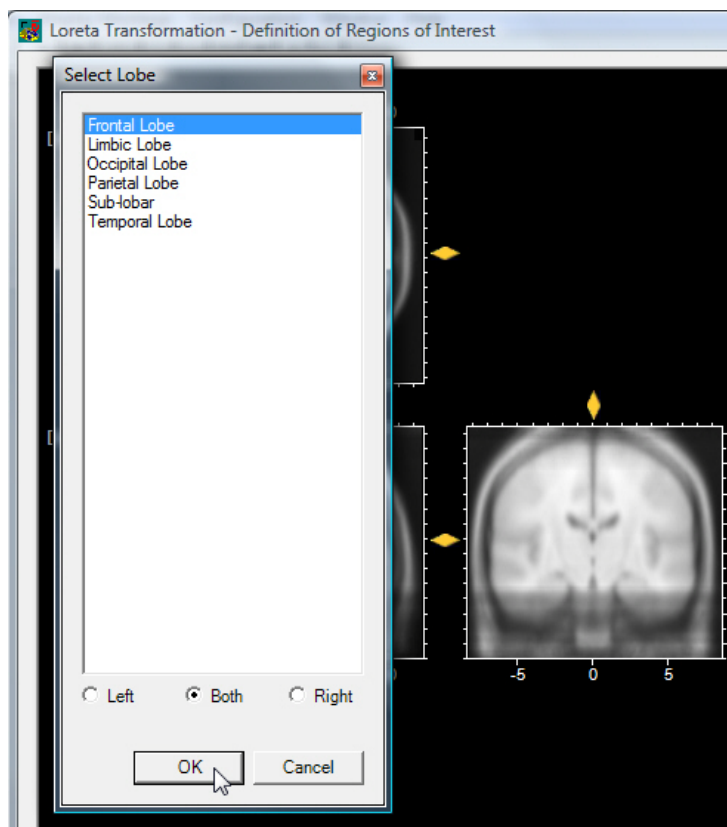 Loreta Transformation - Definition of Regions of Interest
Select Lobe
Frontal Lobe
Limbic Lobe
Occipital Lobe
Parietal Lobe
Sub-lobar
Temporal Lobe
-5 0 5
Left Both Right
OK Cancel